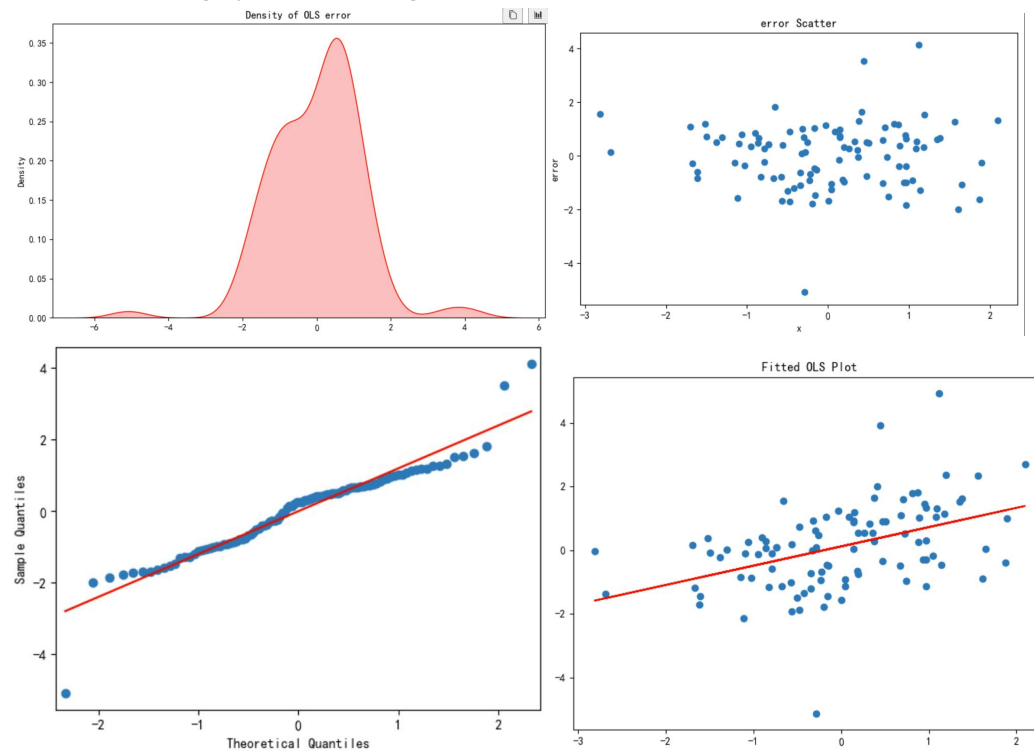 Density of OLS error
0.35
0.30
0.25
0.20
0.15
0.10
0.05
0.00
Density
-6 -4 -2 0 2 4 6
error Scatter
4
2
0
-2
-4
error
-3 -2 -1 0 1 2
x
4
2
0
-2
-4
Sample Quantiles
-2 -1 0 1 2
Theoretical Quantiles
Fitted OLS Plot
4
2
0
-2
-4
-3 -2 -1 0 1 2